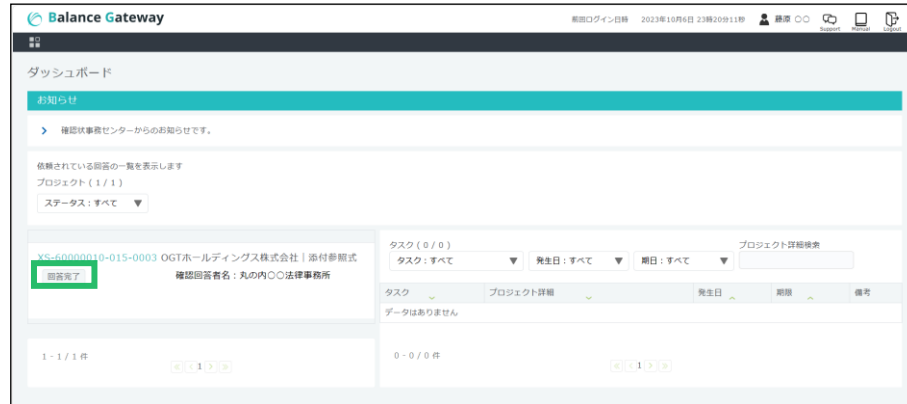 Balance Gateway
前回ログイン日時 2023年10月6日 23時20分11秒 藤原 〇〇 Support Manual Logout
ダッシュボード
お知らせ
確認状事務センターからのお知らせです。
依頼されている回答の一覧を表示します
プロジェクト ( 1 / 1 )
ステータス : すべて ▼
XS-60000010-015-0003 OGTホールディングス株式会社 | 添付参照式
回答完了 確認回答者名:丸の内〇〇法律事務所
1 - 1 / 1 件
« ‹ 1 › »
タスク ( 0 / 0 ) プロジェクト詳細検索
タスク : すべて ▼ 発生日 : すべて ▼ 期日 : すべて ▼
タスク プロジェクト詳細 発生日 期限 備考
データはありません
0 - 0 / 0 件
« ‹ 1 › »